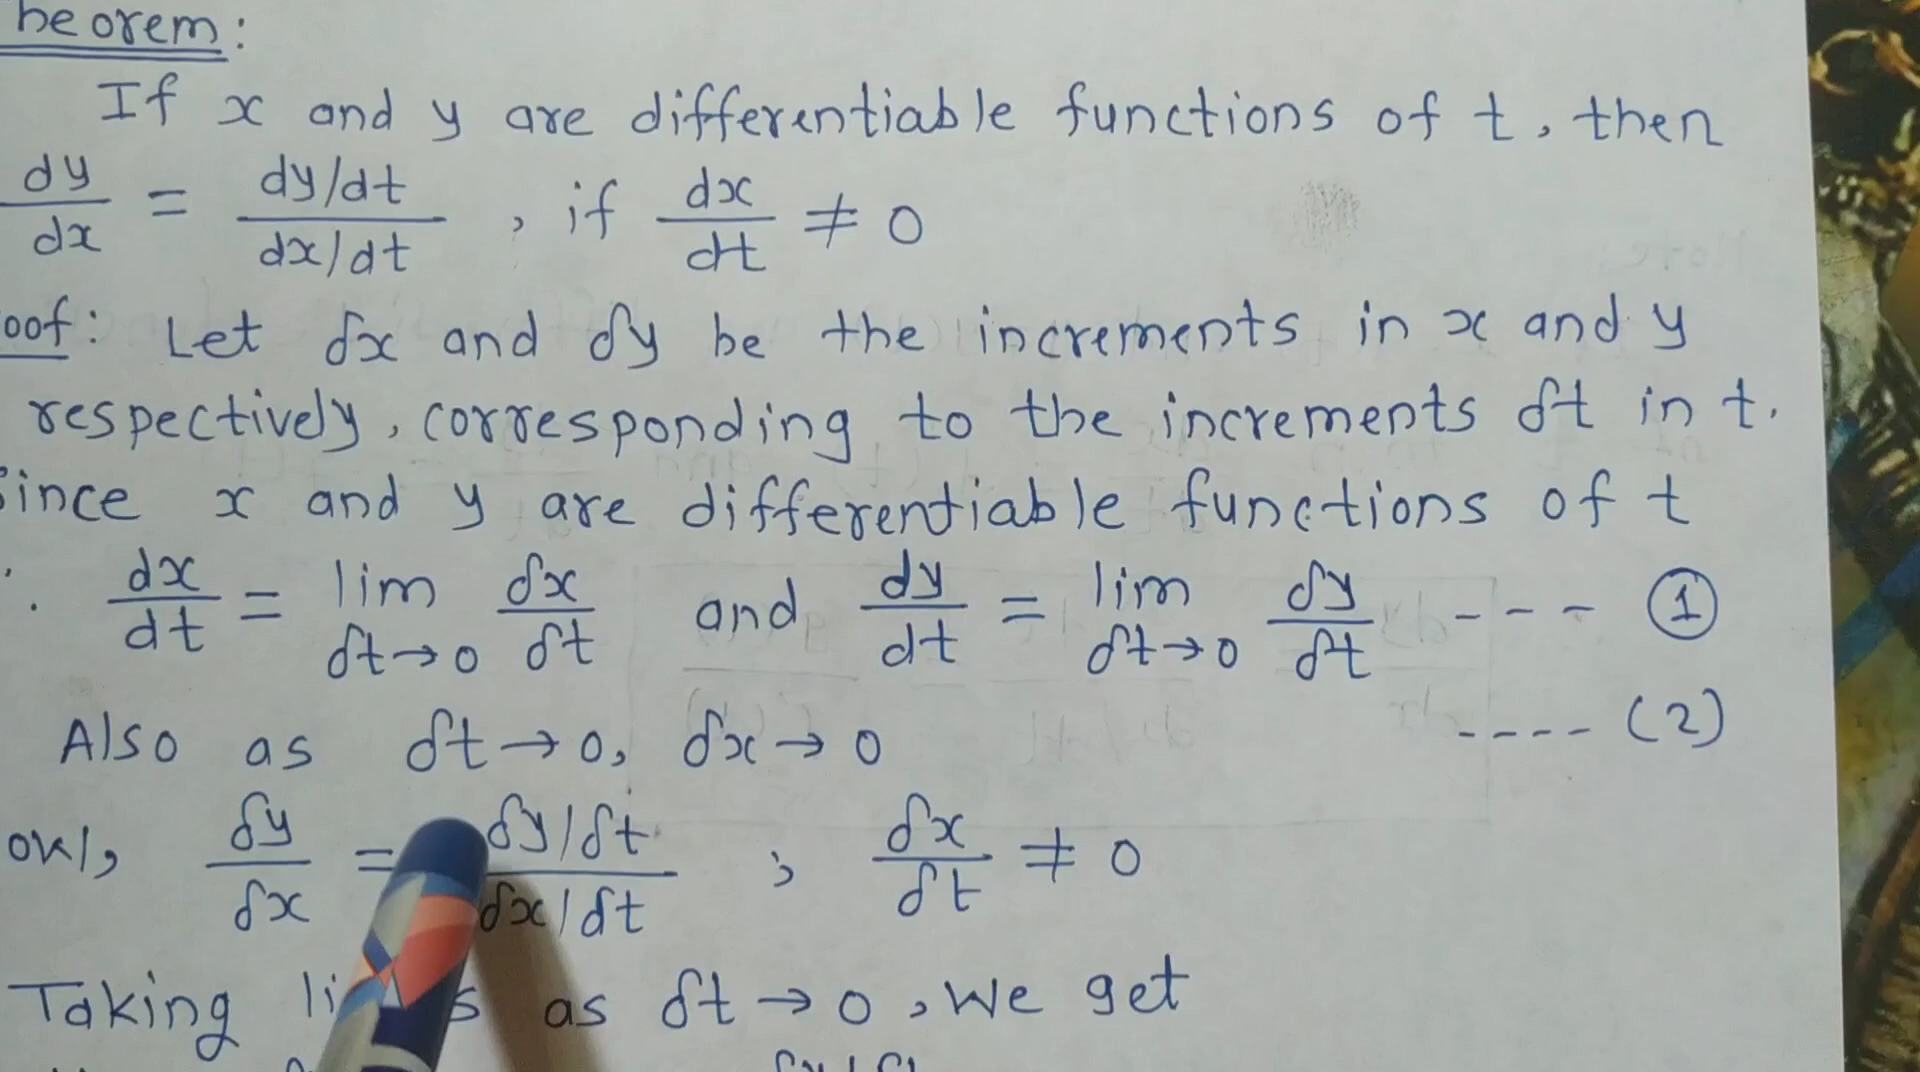 heorem:
If x and y are differentiable functions of t, then
dy/dx = (dy/dt)/(dx/dt) , if dx/dt ≠ 0
oof: Let δx and δy be the increments in x and y
respectively, corresponding to the increments δt in t.
Since x and y are differentiable functions of t
∴ dx/dt = lim δt→0 δx/δt and dy/dt = lim δt→0 δy/δt ---- ①
Also as δt → 0, δx → 0 ---- (2)
δy/δx = (δy/δt)/(δx/δt) ; δx/δt ≠ 0
Taking as δt → 0, We get